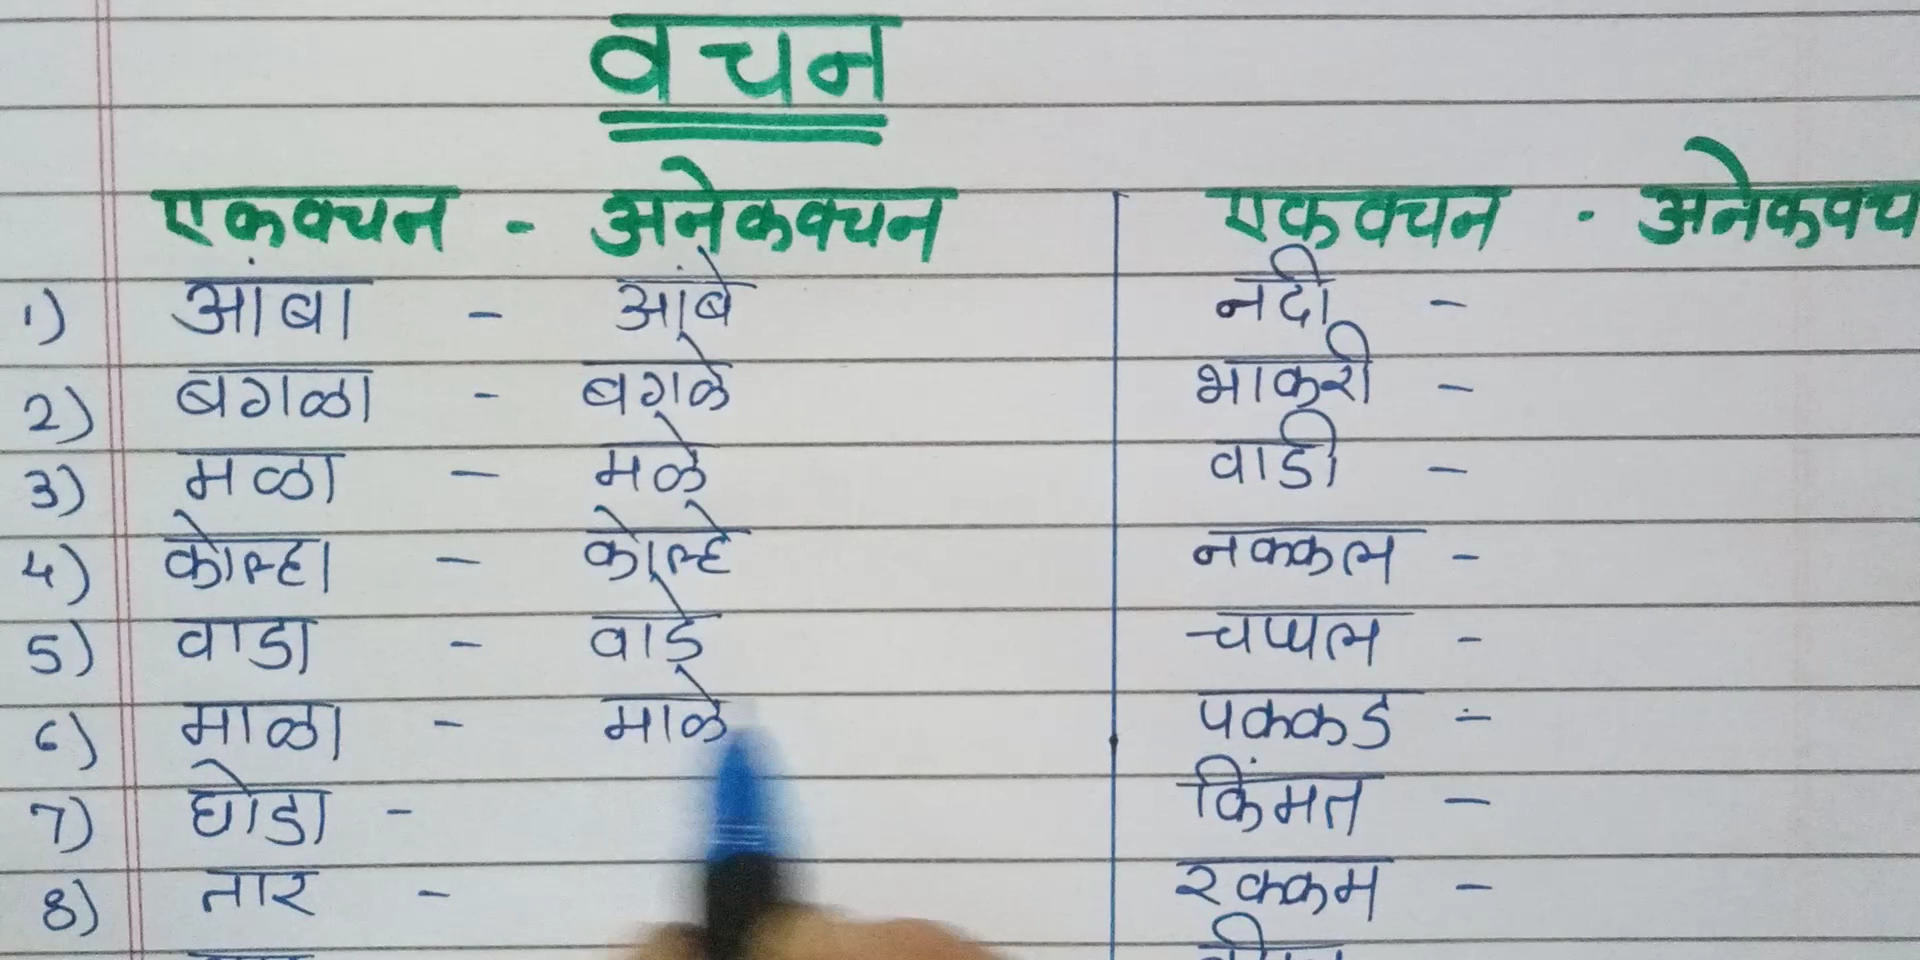 वचन
एकवचन - अनेकवचन
1) आंबा - आंबे
2) बगळा - बगळे
3) मळा - मळे
4) कोल्हा - कोल्हे
5) वाडा - वाडे
6) माळा - माळे
7) घोडा -
8) तार -
एकवचन - अनेकवच
नदी -
भाकरी -
वाडी -
नक्कल -
चप्पल -
पक्कड -
किंमत -
रक्कम -